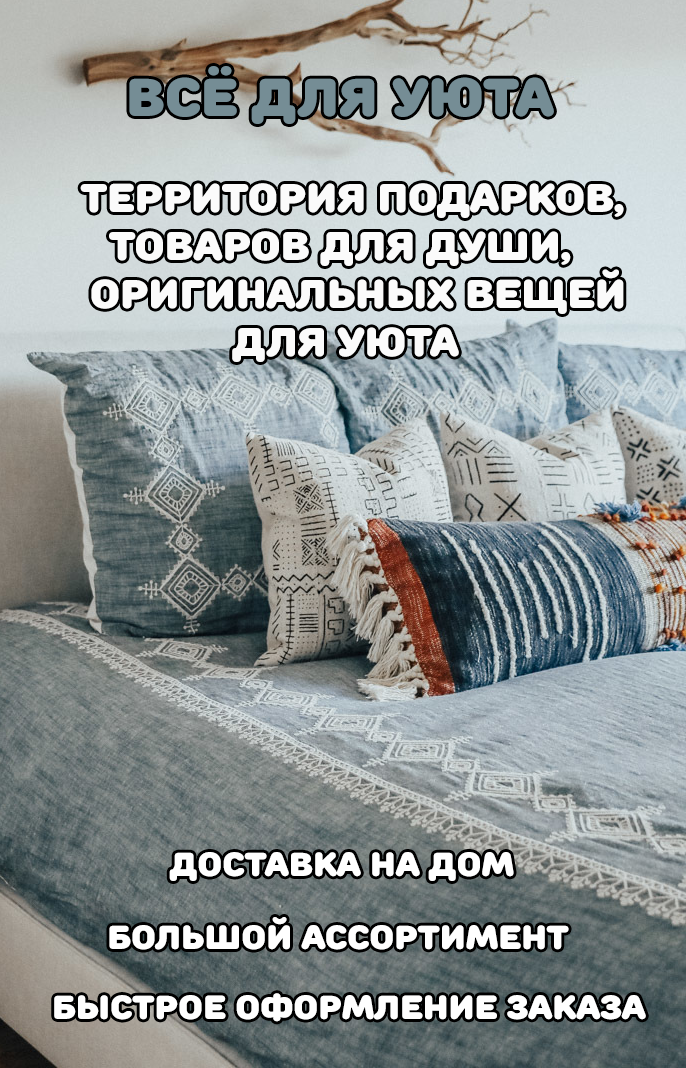 ВСЁ ДЛЯ УЮТА
ТЕРРИТОРИЯ ПОДАРКОВ,
ТОВАРОВ ДЛЯ ДУШИ,
ОРИГИНАЛЬНЫХ ВЕЩЕЙ
ДЛЯ УЮТА
ДОСТАВКА НА ДОМ
БОЛЬШОЙ АССОРТИМЕНТ
БЫСТРОЕ ОФОРМЛЕНИЕ ЗАКАЗА